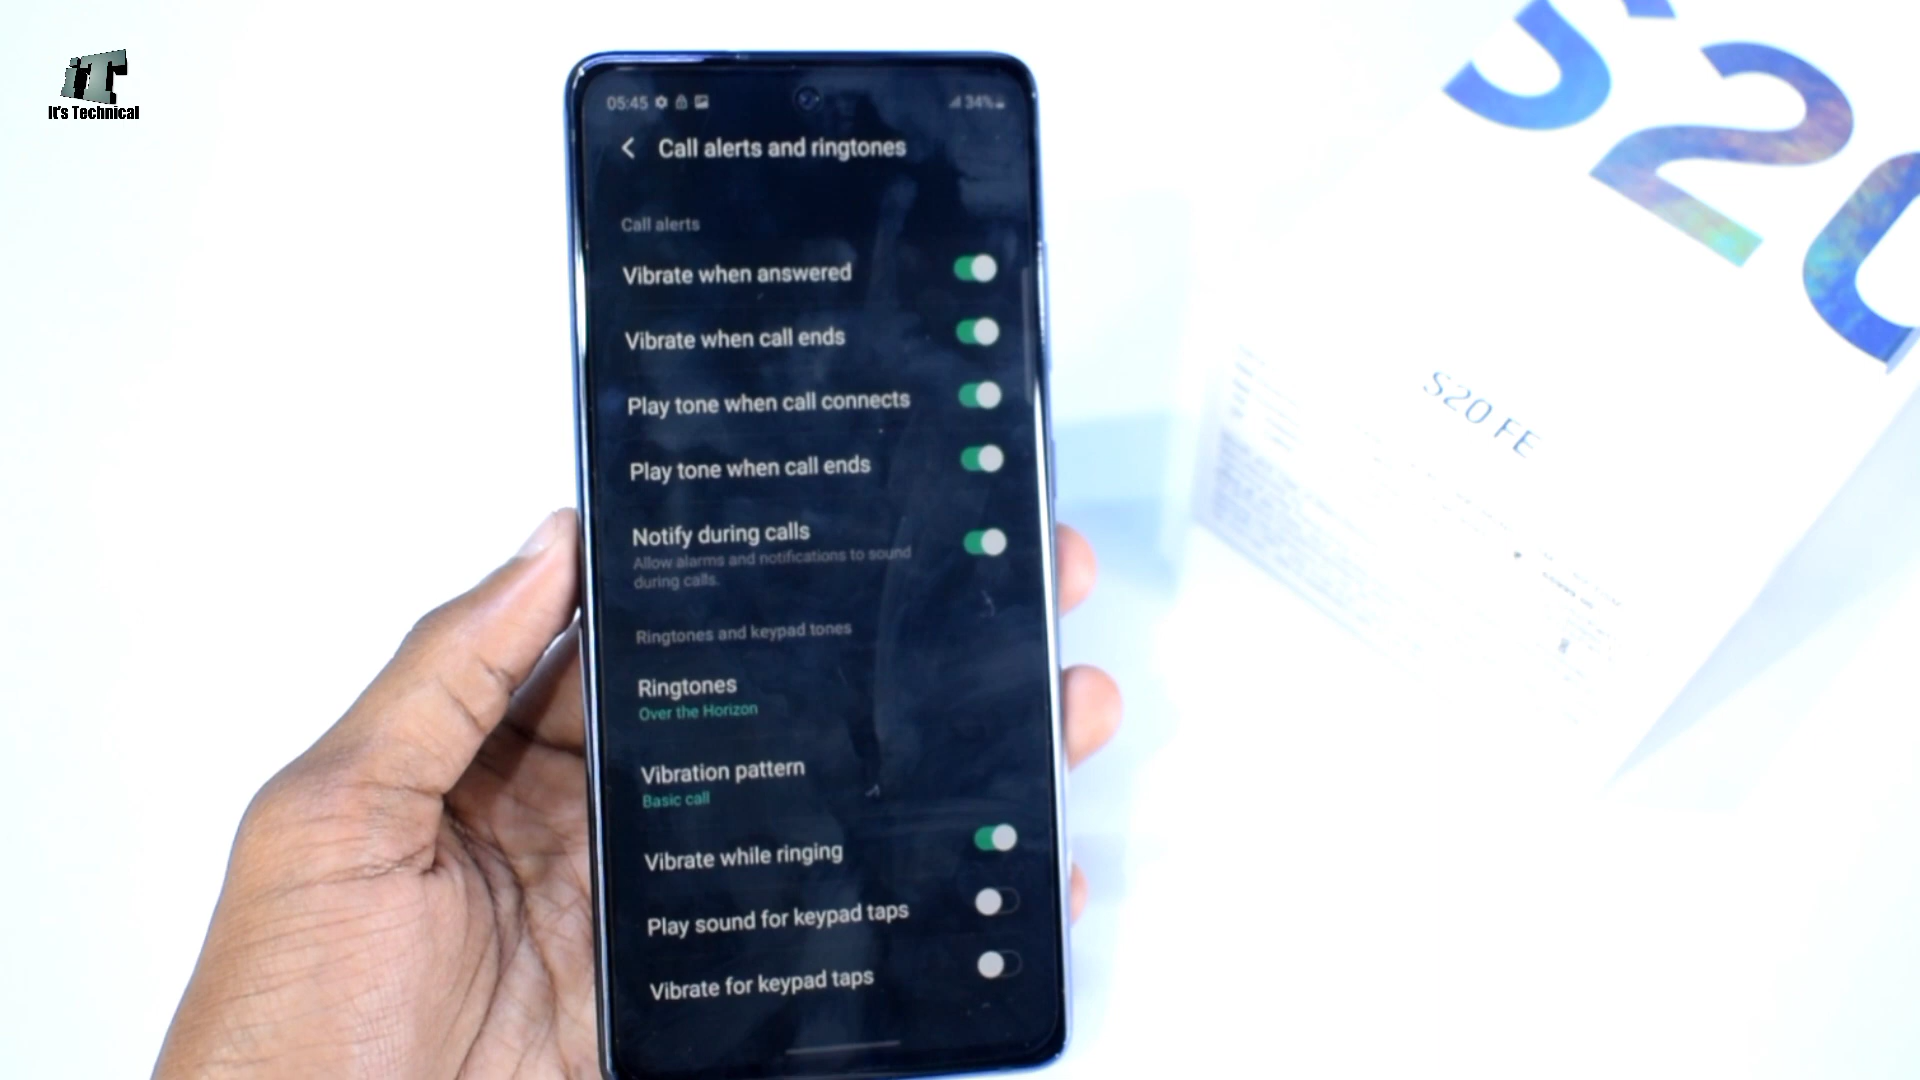 iT
It's Technical
05:45
34%
Call alerts and ringtones
Call alerts
Vibrate when answered
Vibrate when call ends
Play tone when call connects
Play tone when call ends
Notify during calls
Allow alarms and notifications to sound
during calls.
Ringtones and keypad tones
Ringtones
Over the Horizon
Vibration pattern
Basic call
Vibrate while ringing
Play sound for keypad taps
Vibrate for keypad taps
S20
S20 FE